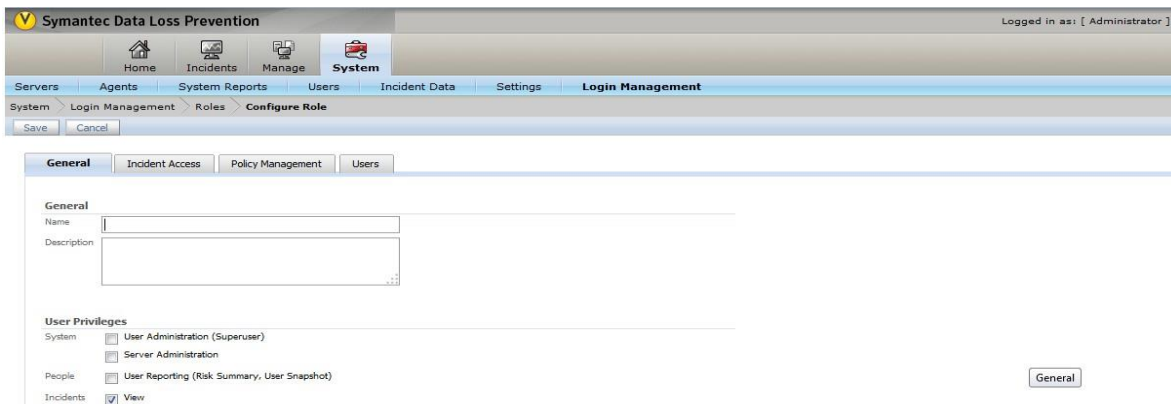 Symantec Data Loss Prevention
Logged in as: [ Administrator ]
Home Incidents Manage System
Servers Agents System Reports Users Incident Data Settings Login Management
System Login Management Roles Configure Role
Save Cancel
General Incident Access Policy Management Users
General
Name
Description
User Privileges
System User Administration (Superuser)
Server Administration
People User Reporting (Risk Summary, User Snapshot)
General
Incidents View